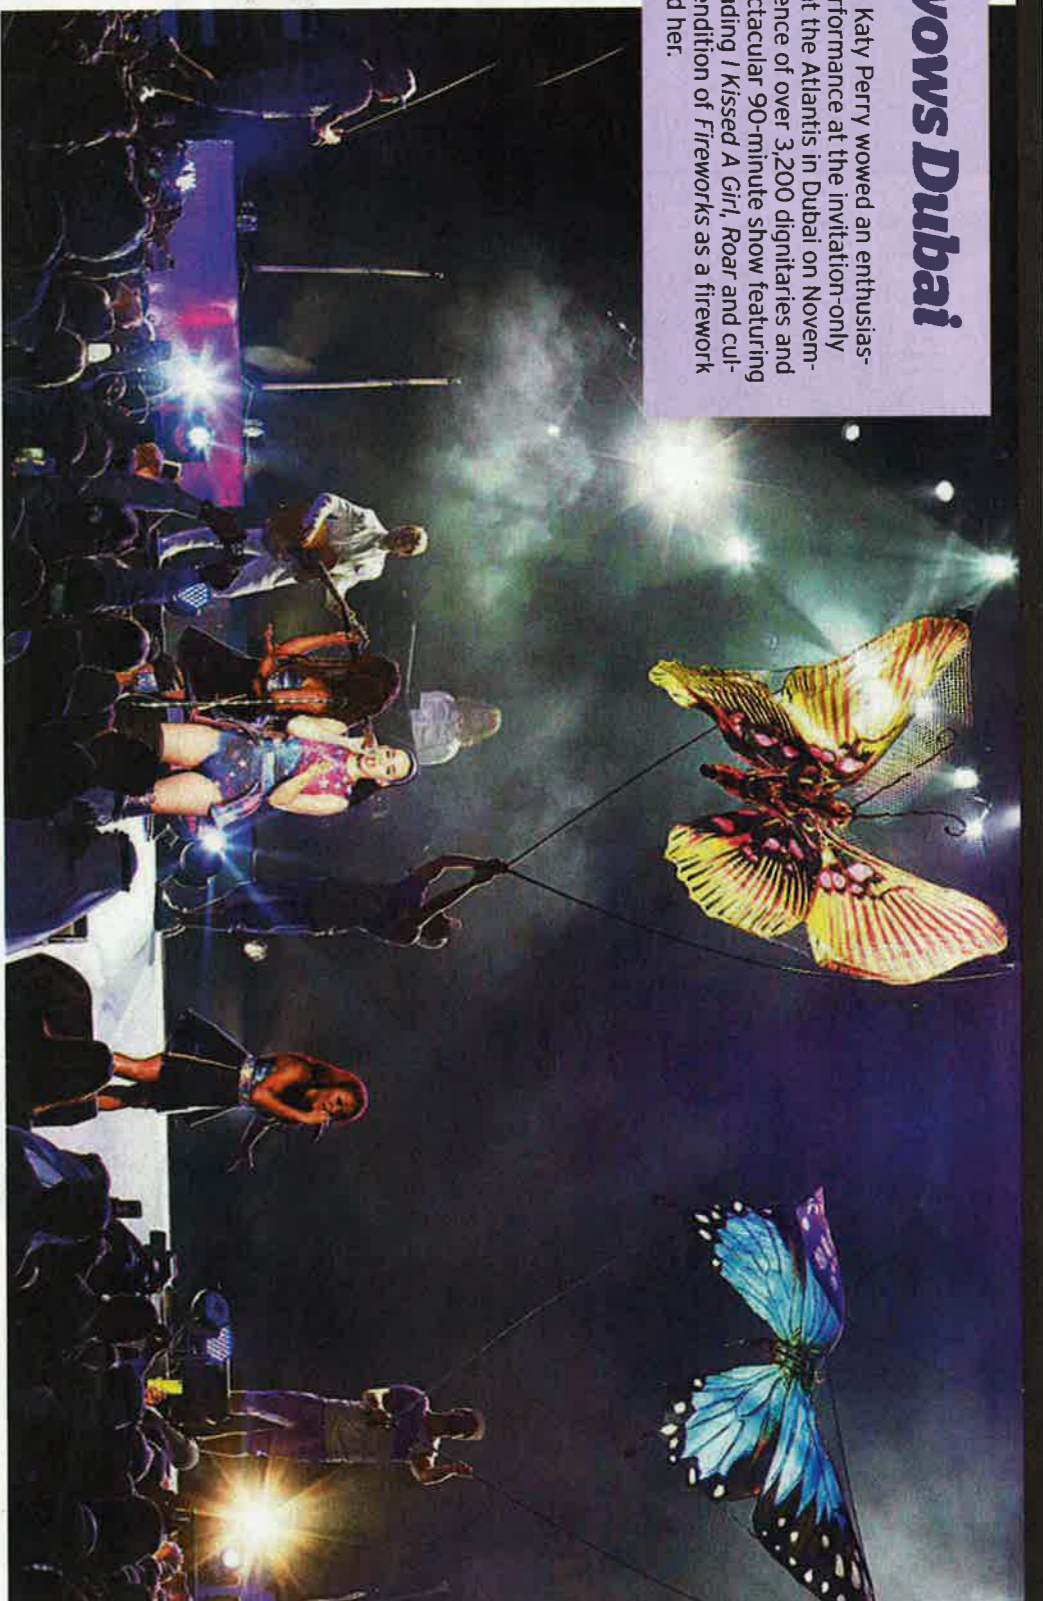 wows Dubai
Katy Perry wowed an enthusias-
rformance at the invitation-only
t the Atlantis in Dubai on Novem-
ence of over 3,200 dignitaries and
ctacular 90-minute show featuring
ding I Kissed A Girl, Roar and cul-
endition of Fireworks as a firework
d her.